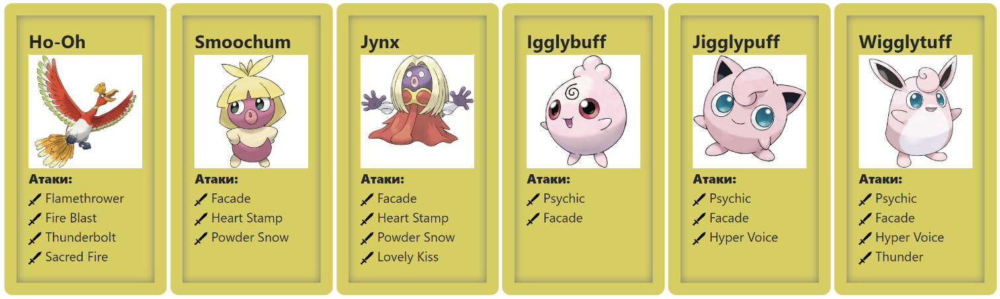 Ho-Oh
Атаки:
Flamethrower
Fire Blast
Thunderbolt
Sacred Fire
Smoochum
Атаки:
Facade
Heart Stamp
Powder Snow
Jynx
Атаки:
Facade
Heart Stamp
Powder Snow
Lovely Kiss
Igglybuff
Атаки:
Psychic
Facade
Jigglypuff
Атаки:
Psychic
Facade
Hyper Voice
Wigglytuff
Атаки:
Psychic
Facade
Hyper Voice
Thunder